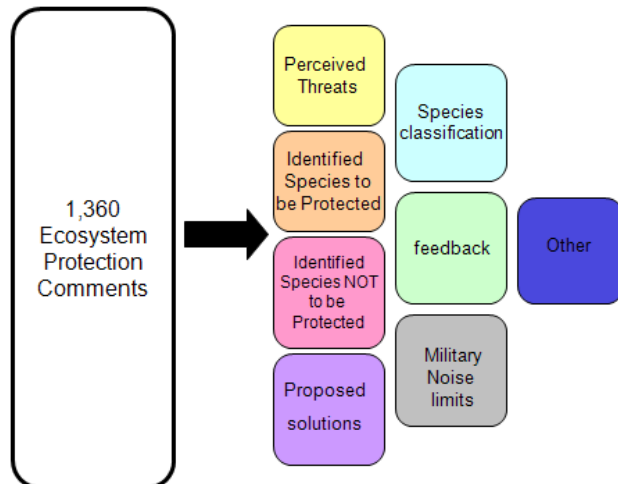 1,360
Ecosystem
Protection
Comments
Perceived
Threats
Identified
Species to
be Protected
Identified
Species NOT
to be
Protected
Proposed
solutions
Species
classification
feedback
Military
Noise
limits
Other